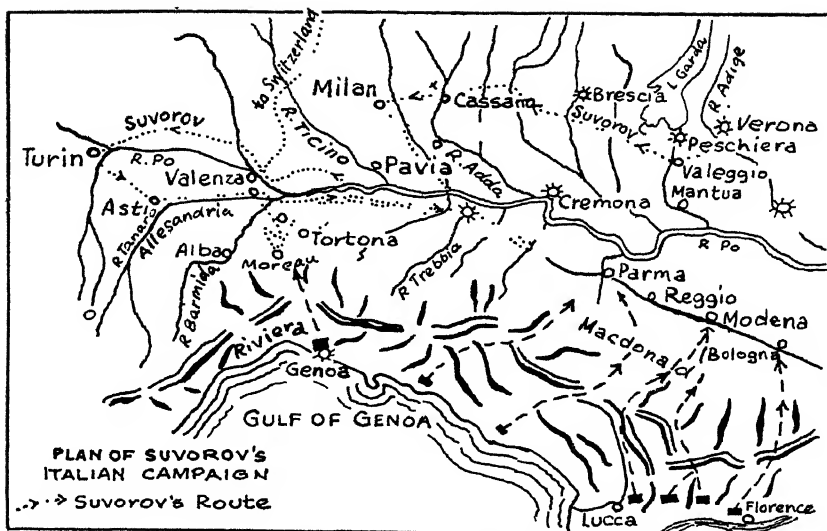 to Switzerland
L. Garda
R Adige
Milan
Cassano
Brescia
Suvorov
Verona
Peschiera
Suvorov
R. Ticino
Turin
R. Po
Pavia
R. Adda
Valeggio
Mantua
Valenza
Asti
R. Tanaro
Allesandria
Cremona
Tortona
Alba
R Po
Moreau
R Trebbia
R Barmida
Parma
Reggio
Modena
Macdonald
Bologna
Riviera
Genoa
GULF OF GENOA
PLAN OF SUVOROV'S
ITALIAN CAMPAIGN
Suvorov's Route
Lucca
Florence